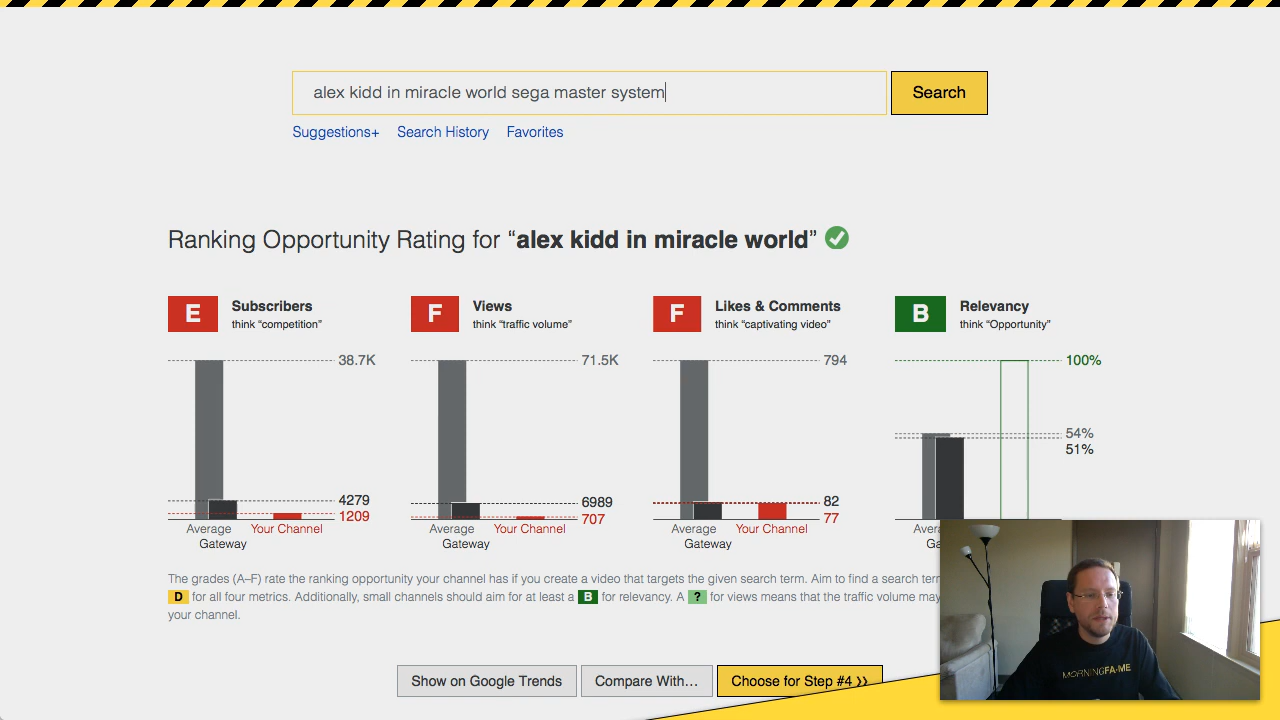 alex kidd in miracle world sega master system
Search
Suggestions+ Search History Favorites
Ranking Opportunity Rating for “alex kidd in miracle world”
E Subscribers
think “competition”
38.7K
4279
1209
Average Your Channel
Gateway
F Views
think “traffic volume”
71.5K
6989
707
Average Your Channel
Gateway
F Likes & Comments
think “captivating video”
794
82
77
Average Your Channel
Gateway
B Relevancy
think “Opportunity”
100%
54%
51%
The grades (A–F) rate the ranking opportunity your channel has if you create a video that targets the given search term. Aim to find a search term
D for all four metrics. Additionally, small channels should aim for at least a B for relevancy. A ? for views means that the traffic volume may
your channel.
Show on Google Trends Compare With… Choose for Step #4 ❯❯
MORNINGFA·ME